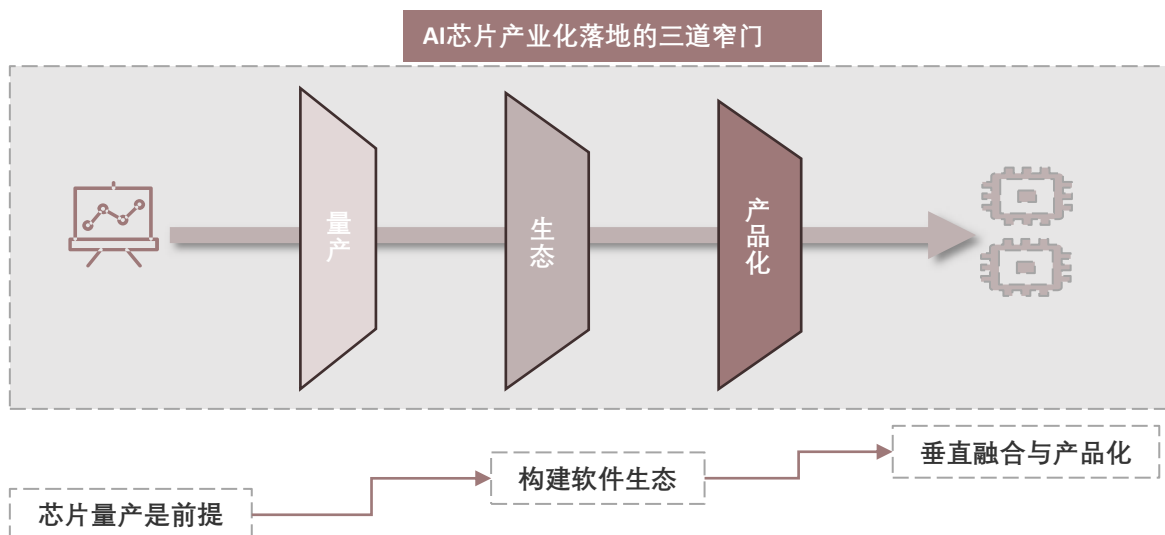 AI芯片产业化落地的三道窄门
量产
生态
产品化
垂直融合与产品化
构建软件生态
芯片量产是前提